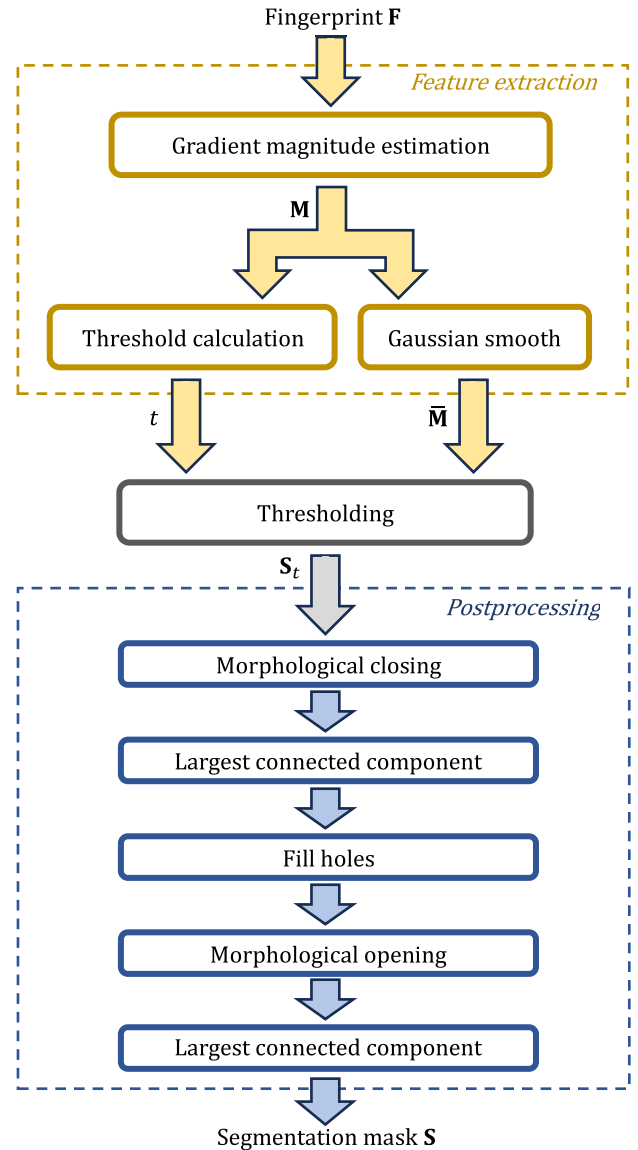 Fingerprint F
Feature extraction
Gradient magnitude estimation
M
Threshold calculation
Gaussian smooth
t
M̄
Thresholding
Sₜ
Postprocessing
Morphological closing
Largest connected component
Fill holes
Morphological opening
Largest connected component
Segmentation mask S